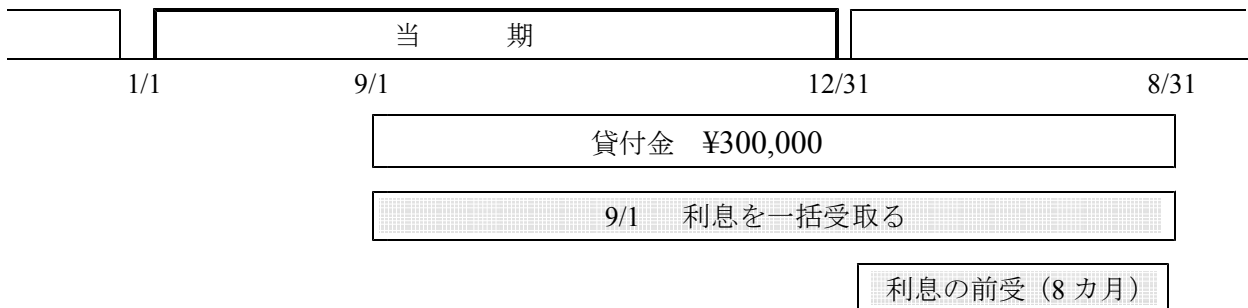 当　　期
1/1 9/1 12/31 8/31
貸付金 ¥300,000
9/1 利息を一括受取る
利息の前受（8 カ月）